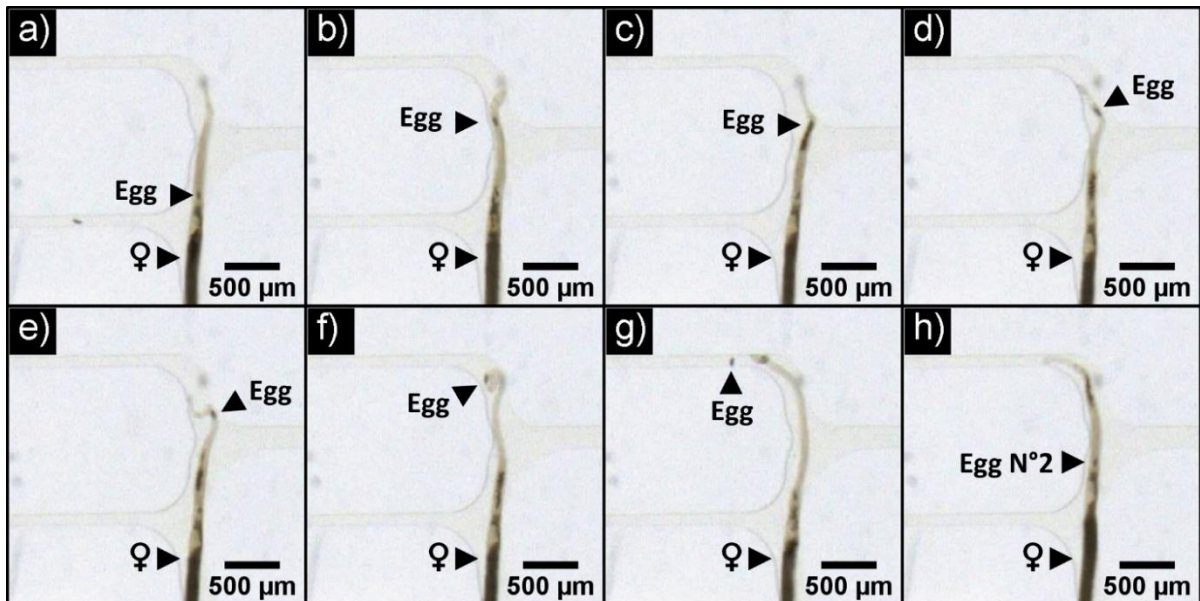 a)
Egg
♀
500 µm
b)
Egg
♀
500 µm
c)
Egg
♀
500 µm
d)
Egg
♀
500 µm
e)
Egg
♀
500 µm
f)
Egg
♀
500 µm
g)
Egg
♀
500 µm
h)
Egg N°2
♀
500 µm